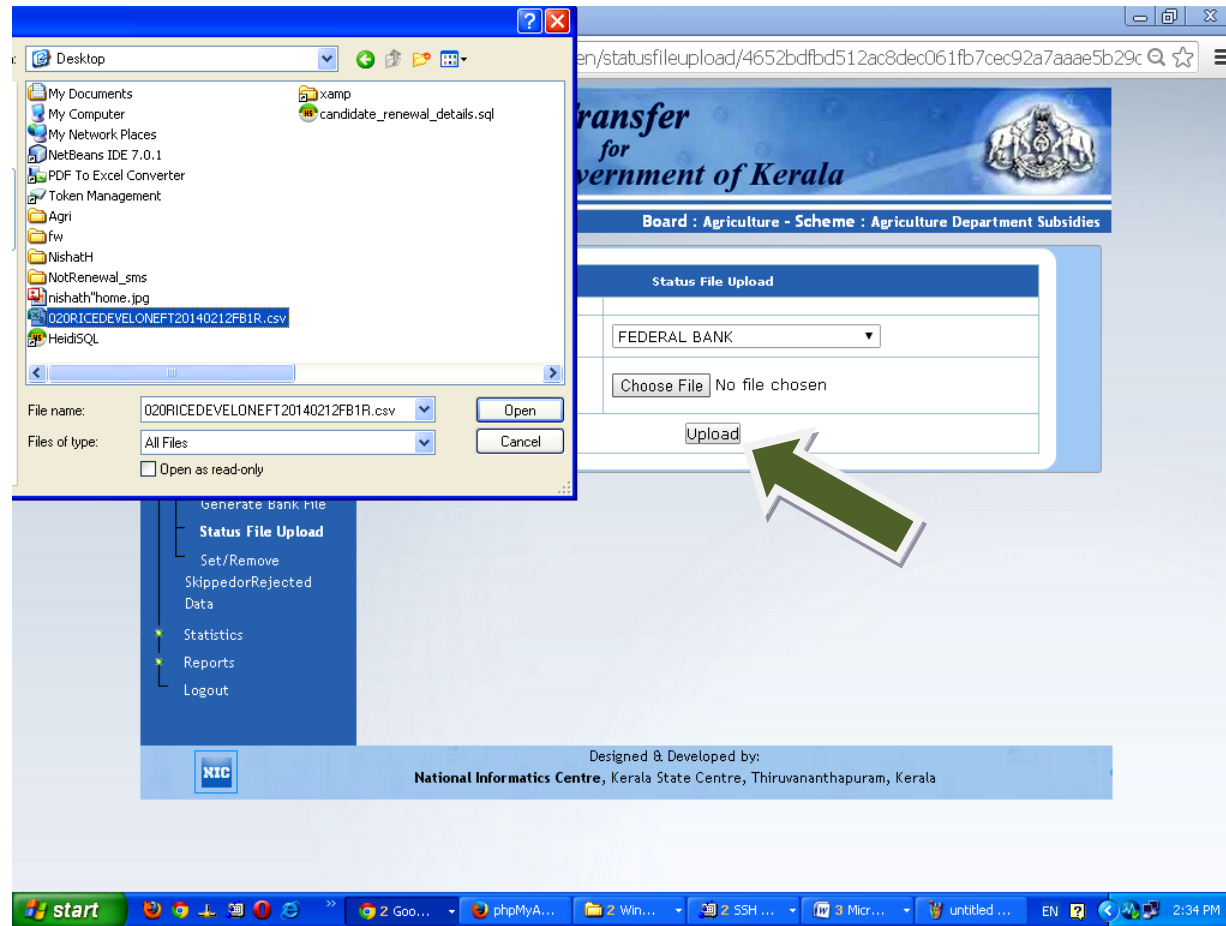 en/statusfileupload/4652bdfbd512ac8dec061fb7cec92a7aaae5b29c
Desktop
My Documents
My Computer
My Network Places
NetBeans IDE 7.0.1
PDF To Excel Converter
Token Management
Agri
fw
NishatH
NotRenewal_sms
nishath"home.jpg
020RICEDEVELONEFT20140212FB1R.csv
HeidiSQL
xamp
candidate_renewal_details.sql
File name: 020RICEDEVELONEFT20140212FB1R.csv Open
Files of type: All Files Cancel
Open as read-only
ransfer
for
vernment of Kerala
Board : Agriculture - Scheme : Agriculture Department Subsidies
Status File Upload
FEDERAL BANK
Choose File No file chosen
Upload
Generate Bank File
Status File Upload
Set/Remove
SkippedorRejected
Data
Statistics
Reports
Logout
NIC
Designed & Developed by:
National Informatics Centre, Kerala State Centre, Thiruvananthapuram, Kerala
start 2 Goo... phpMyA... 2 Win... 2 SSH ... 3 Micr... untitled ... EN 2:34 PM